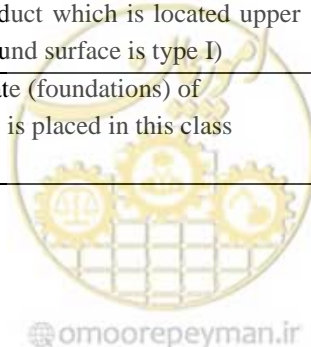 duct which is located upper
und surface is type I)
te (foundations) of
is placed in this class
@omoorepeyman.ir